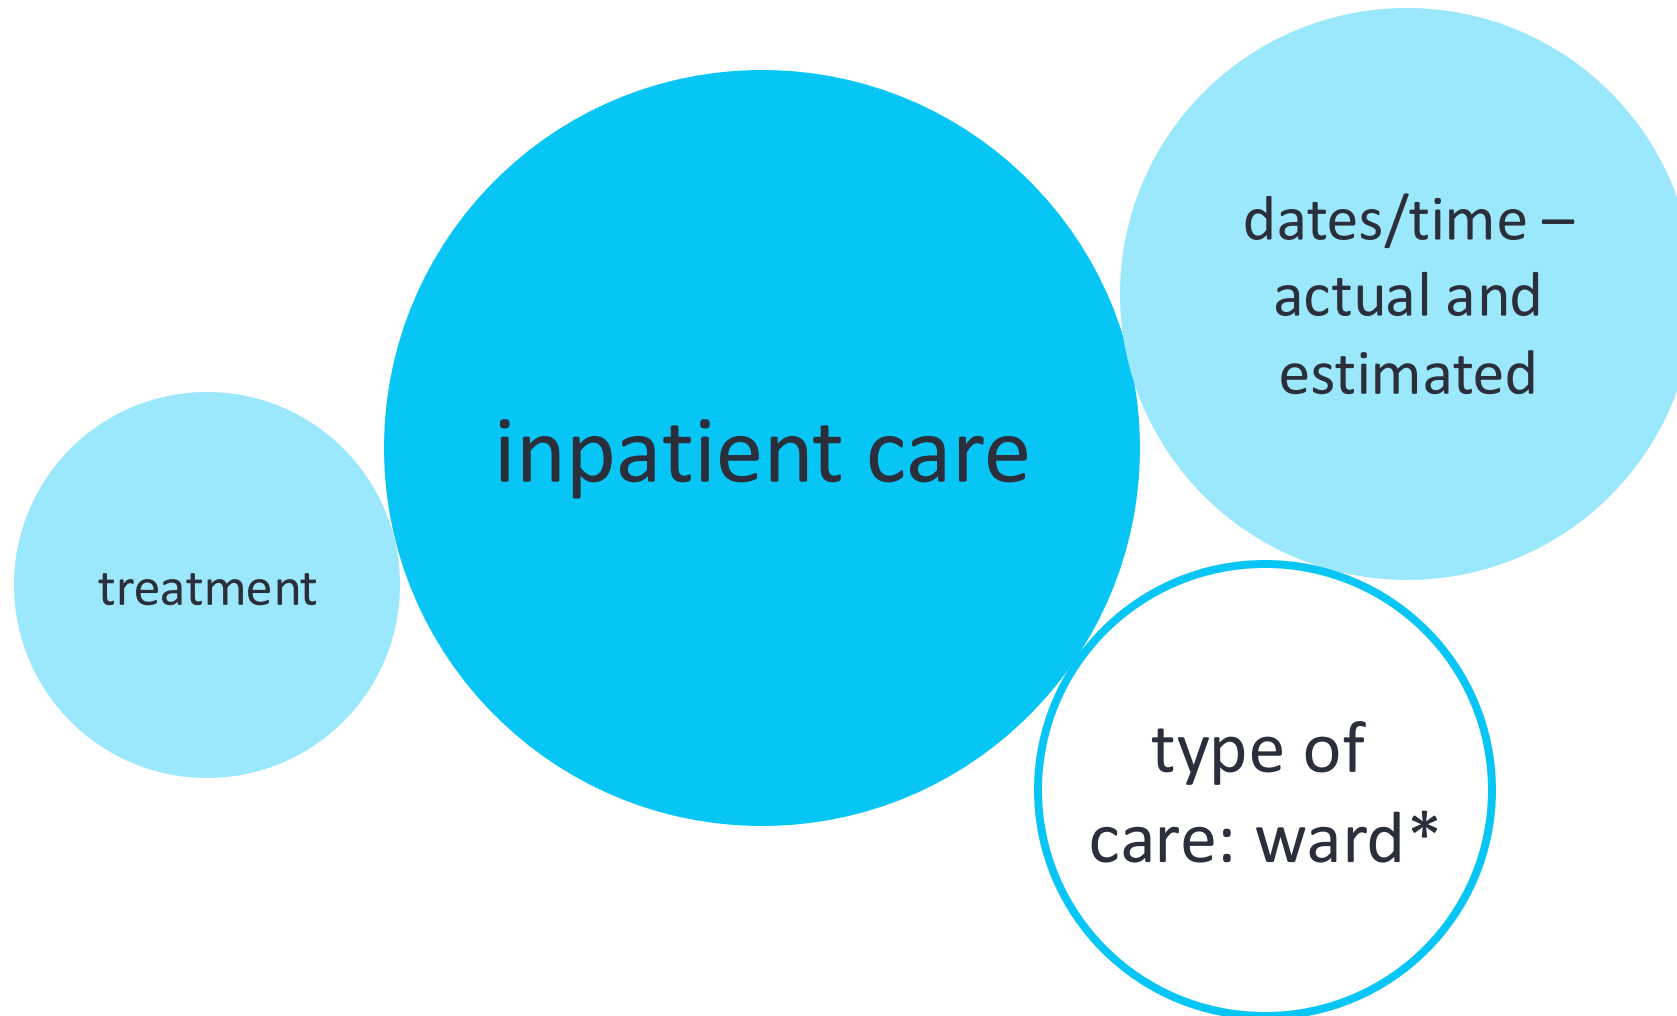 dates/time –
actual and
estimated
inpatient care
treatment
type of
care: ward*